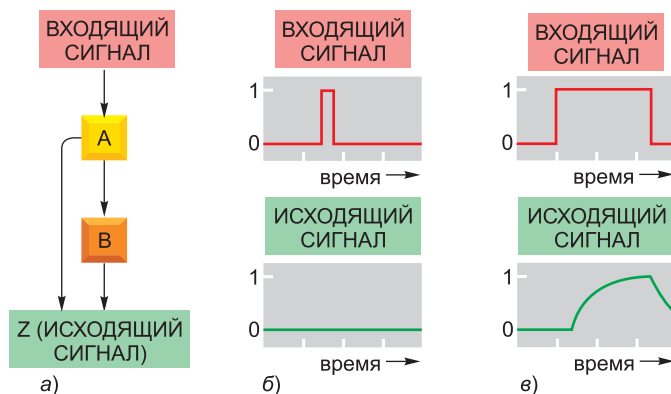 ВХОДЯЩИЙ
СИГНАЛ
A
B
Z (ИСХОДЯЩИЙ
СИГНАЛ)
а)
ВХОДЯЩИЙ
СИГНАЛ
1
0
время
ИСХОДЯЩИЙ
СИГНАЛ
1
0
время
б)
ВХОДЯЩИЙ
СИГНАЛ
1
0
время
ИСХОДЯЩИЙ
СИГНАЛ
1
0
время
в)